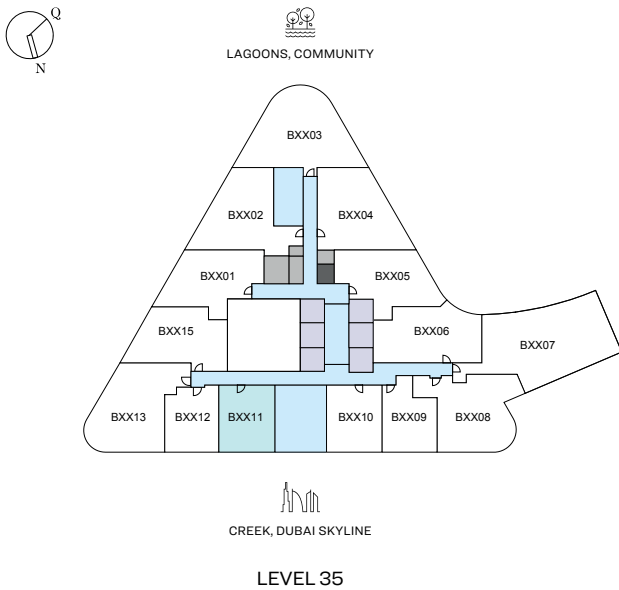 Q
N
LAGOONS, COMMUNITY
BXX03
BXX02 BXX04
BXX01 BXX05
BXX15 BXX06 BXX07
BXX13 BXX12 BXX11 BXX10 BXX09 BXX08
CREEK, DUBAI SKYLINE
LEVEL 35